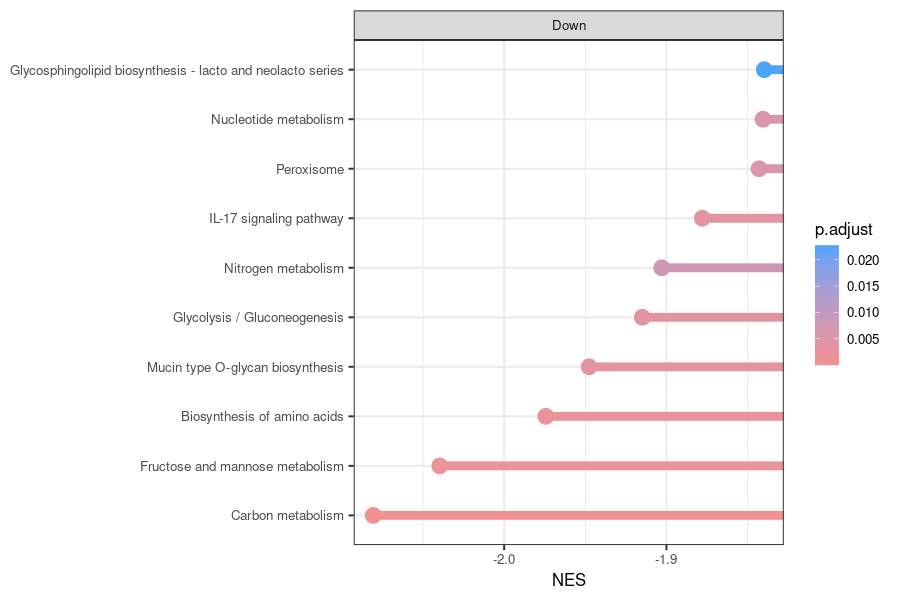 Down
Glycosphingolipid biosynthesis - lacto and neolacto series
Nucleotide metabolism
Peroxisome
IL-17 signaling pathway
Nitrogen metabolism
Glycolysis / Gluconeogenesis
Mucin type O-glycan biosynthesis
Biosynthesis of amino acids
Fructose and mannose metabolism
Carbon metabolism
-2.0
-1.9
NES
p.adjust
0.020
0.015
0.010
0.005